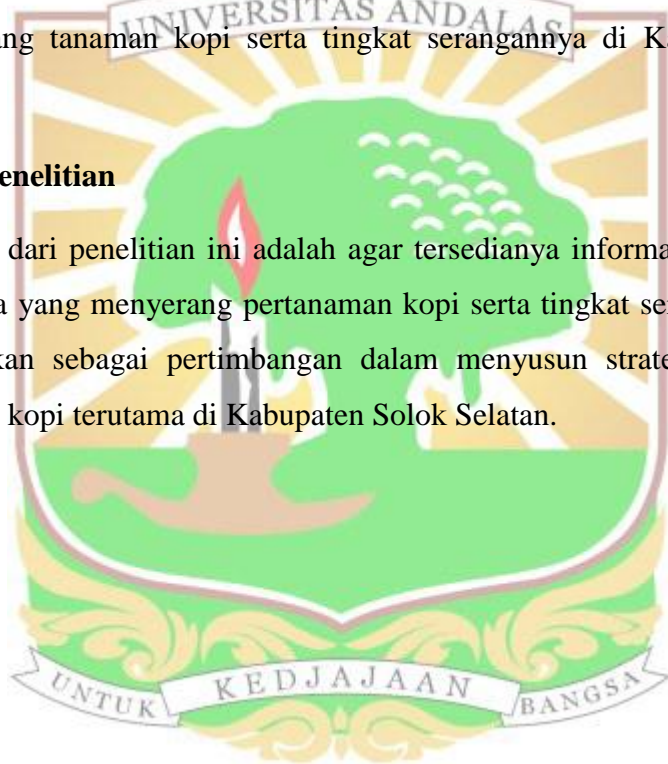 UNIVERSITAS ANDALAS
ang tanaman kopi serta tingkat serangannya di K
enelitian
dari penelitian ini adalah agar tersedianya informa
a yang menyerang pertanaman kopi serta tingkat se
kan sebagai pertimbangan dalam menyusun strate
kopi terutama di Kabupaten Solok Selatan.
UNTUK KEDJAJAAN BANGSA